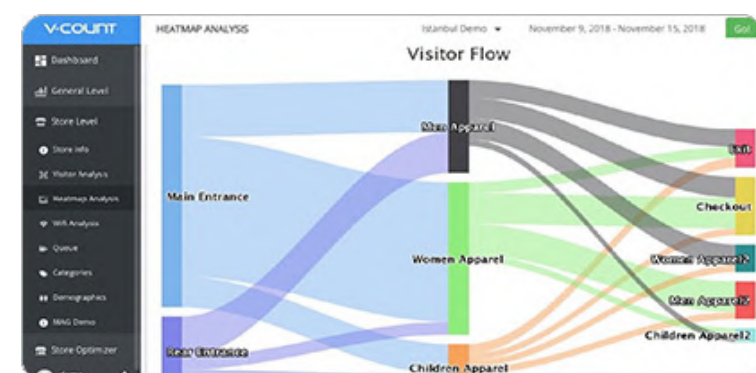 V-COUNT
HEATMAP ANALYSIS
Istanbul Demo
November 9, 2018 - November 15, 2018
Go!
Dashboard
General Level
Store Level
Store Info
Visitor Analysis
Heatmap Analysis
Wifi Analysis
Queue
Categories
Demographics
MAG Demo
Store Optimizer
Visitor Flow
Men Apparel
Exit
Main Entrance
Checkout
Women Apparel
Women Apparel2
Men Apparel2
Rear Entrance
Children Apparel2
Children Apparel